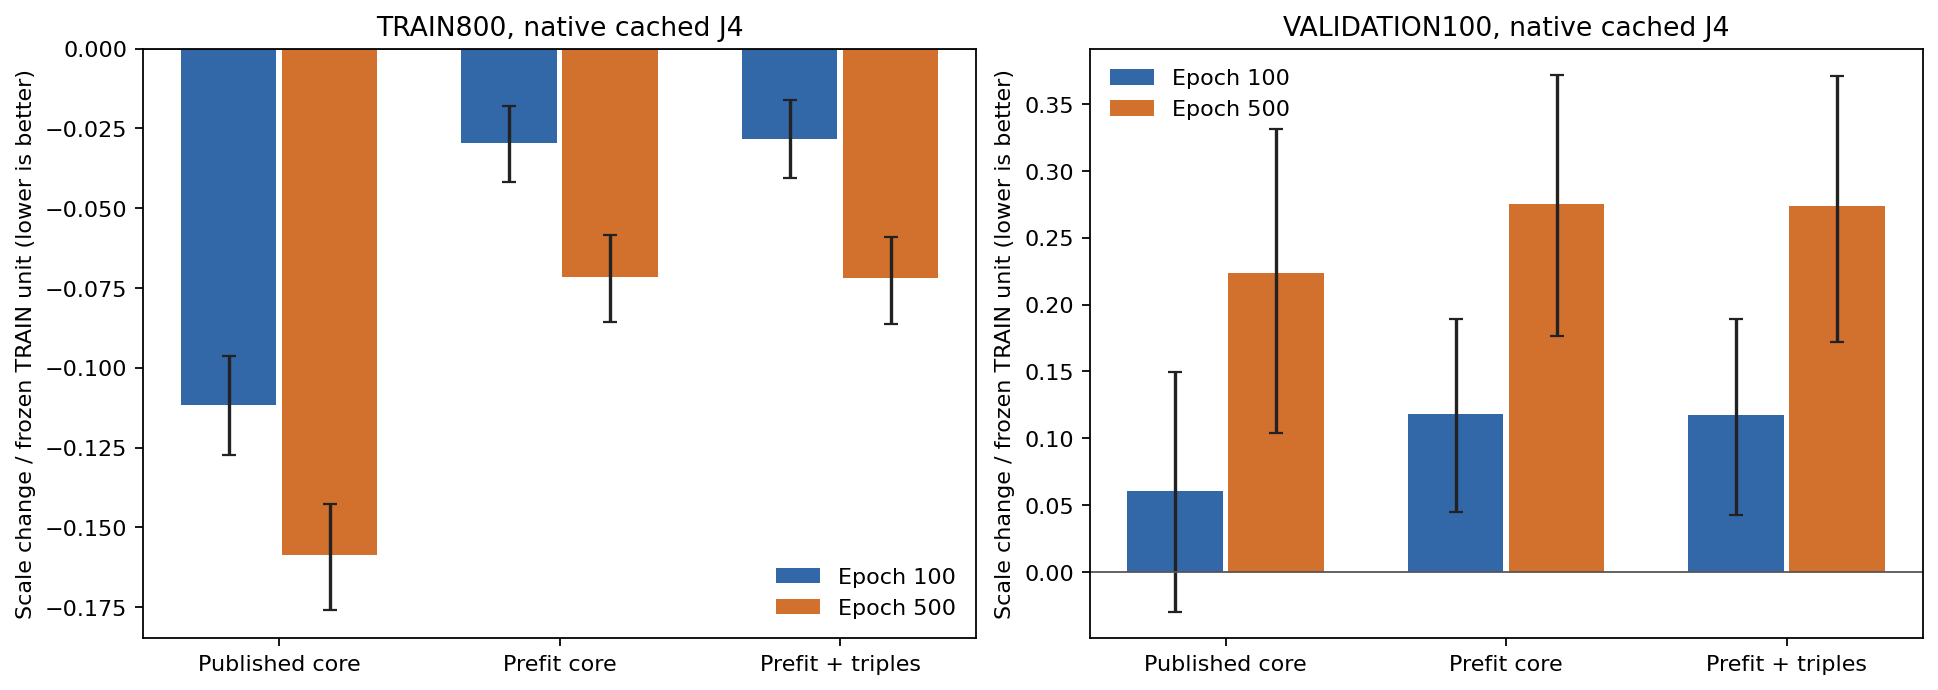 TRAIN800, native cached J4
Scale change / frozen TRAIN unit (lower is better)
0.000
−0.025
−0.050
−0.075
−0.100
−0.125
−0.150
−0.175
Epoch 100
Epoch 500
Published core
Prefit core
Prefit + triples
VALIDATION100, native cached J4
Scale change / frozen TRAIN unit (lower is better)
Epoch 100
Epoch 500
0.35
0.30
0.25
0.20
0.15
0.10
0.05
0.00
Published core
Prefit core
Prefit + triples